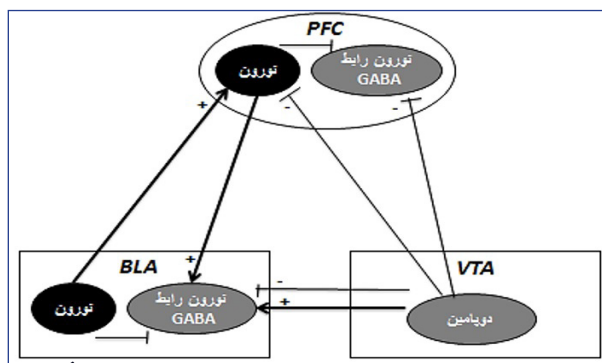 PFC
نورون
نورون رابط
GABA
-
-
+
+
BLA
VTA
نورون
نورون رابط
GABA
-
+
دوپامین